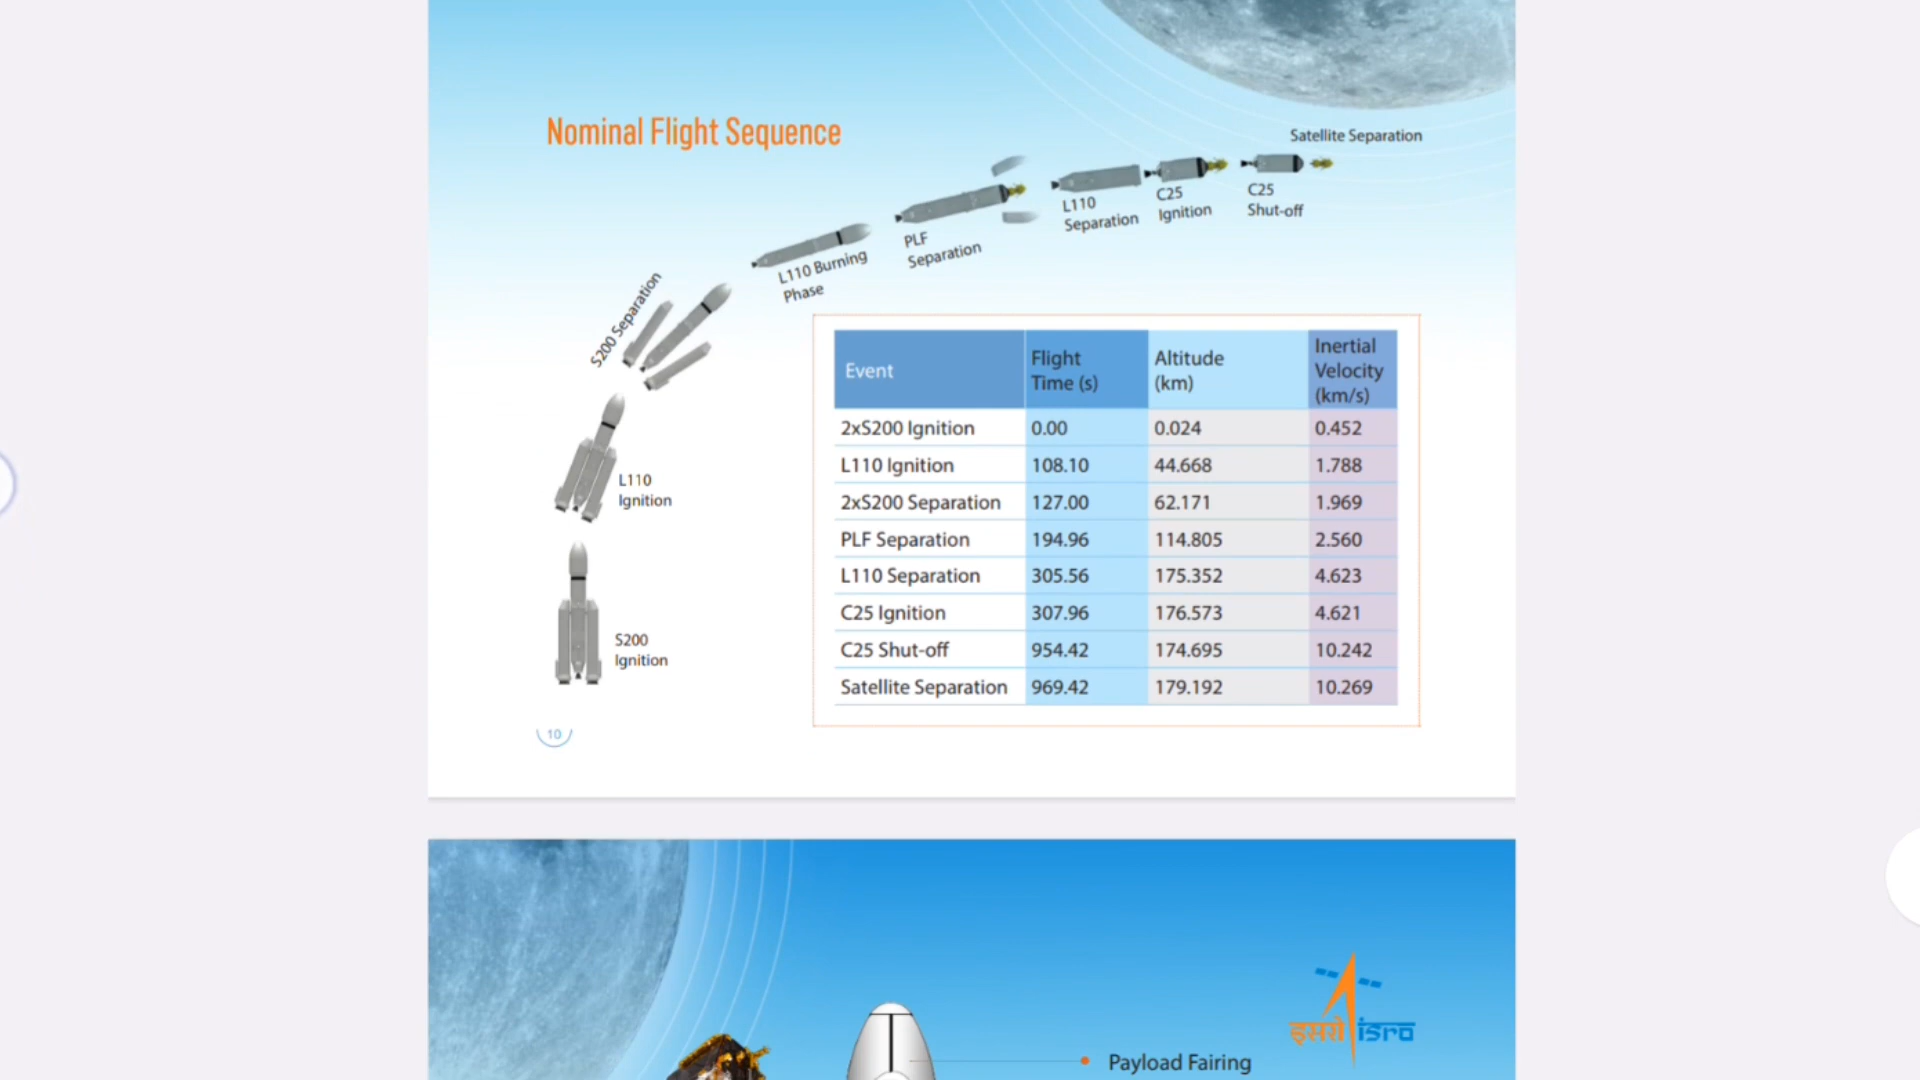 Nominal Flight Sequence
Satellite Separation
C25
Shut-off
C25
Ignition
L110
Separation
PLF
Separation
L110 Burning
Phase
S200 Separation
L110
Ignition
S200
Ignition
Event Flight Time (s) Altitude (km) Inertial Velocity (km/s)
2xS200 Ignition 0.00 0.024 0.452
L110 Ignition 108.10 44.668 1.788
2xS200 Separation 127.00 62.171 1.969
PLF Separation 194.96 114.805 2.560
L110 Separation 305.56 175.352 4.623
C25 Ignition 307.96 176.573 4.621
C25 Shut-off 954.42 174.695 10.242
Satellite Separation 969.42 179.192 10.269
10
इसरो isro
Payload Fairing